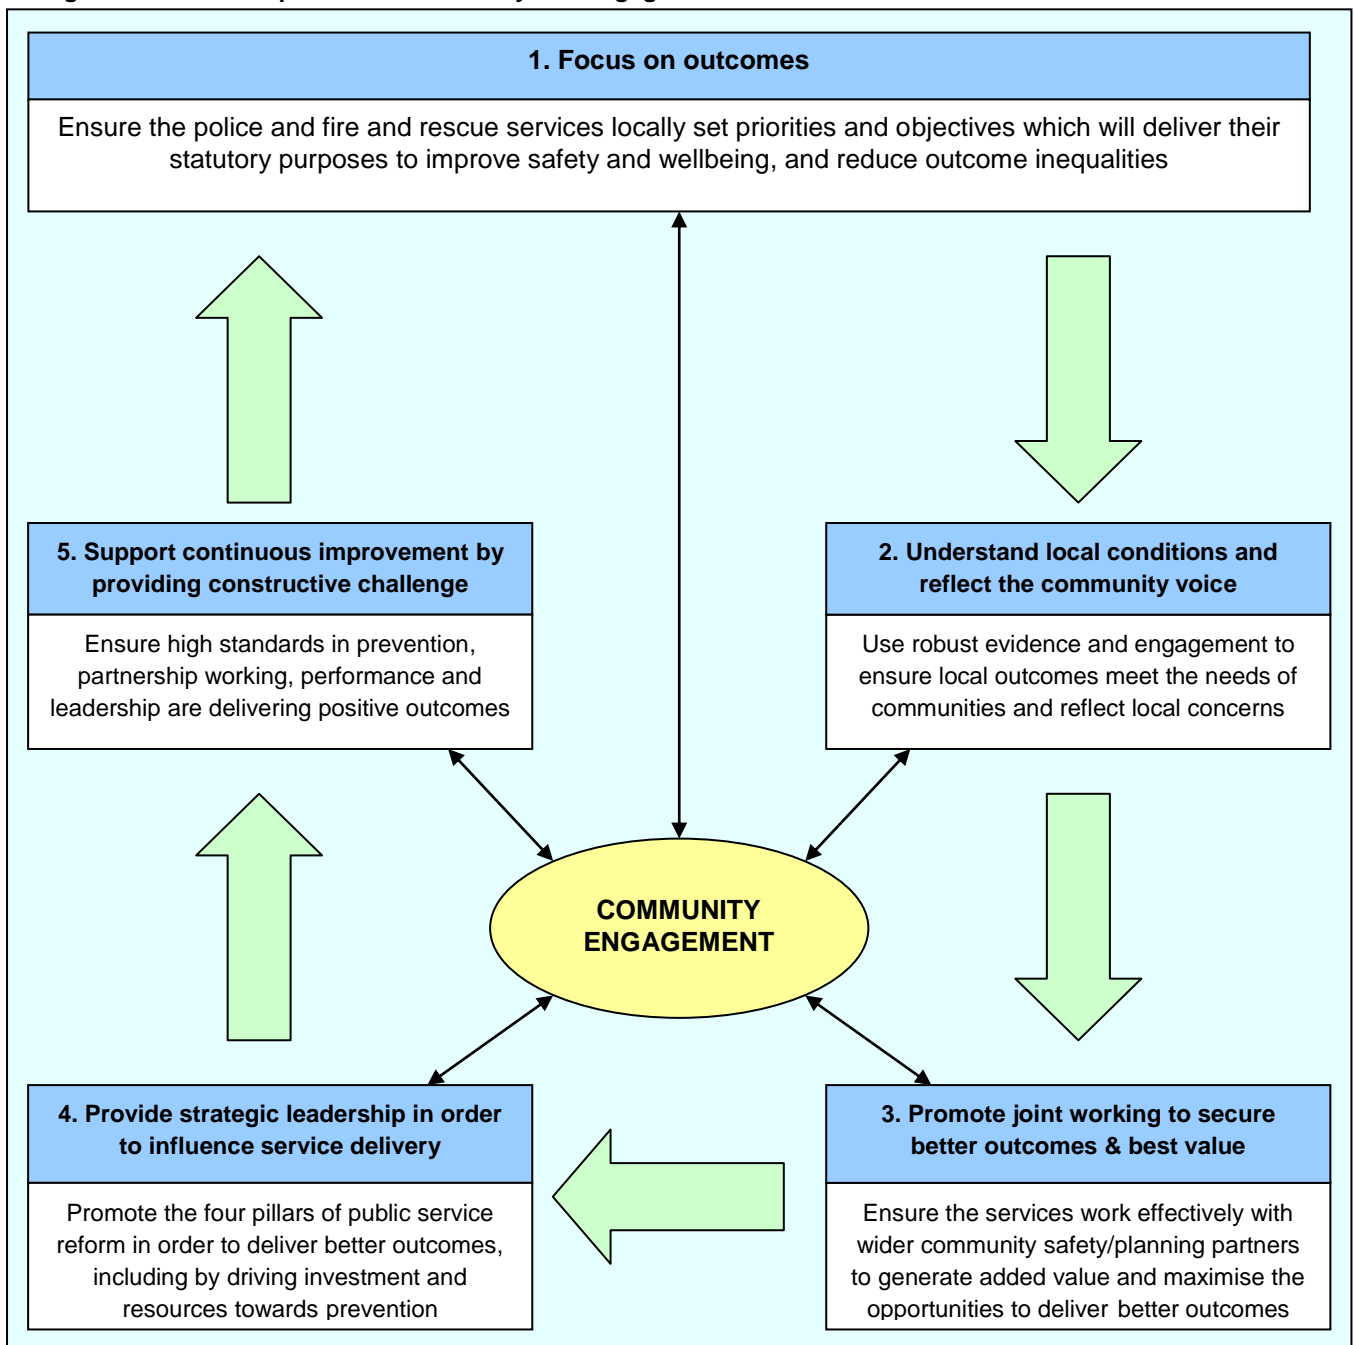 1. Focus on outcomes
Ensure the police and fire and rescue services locally set priorities and objectives which will deliver their
statutory purposes to improve safety and wellbeing, and reduce outcome inequalities
5. Support continuous improvement by
providing constructive challenge
Ensure high standards in prevention,
partnership working, performance and
leadership are delivering positive outcomes
2. Understand local conditions and
reflect the community voice
Use robust evidence and engagement to
ensure local outcomes meet the needs of
communities and reflect local concerns
COMMUNITY
ENGAGEMENT
4. Provide strategic leadership in order
to influence service delivery
Promote the four pillars of public service
reform in order to deliver better outcomes,
including by driving investment and
resources towards prevention
3. Promote joint working to secure
better outcomes & best value
Ensure the services work effectively with
wider community safety/planning partners
to generate added value and maximise the
opportunities to deliver better outcomes